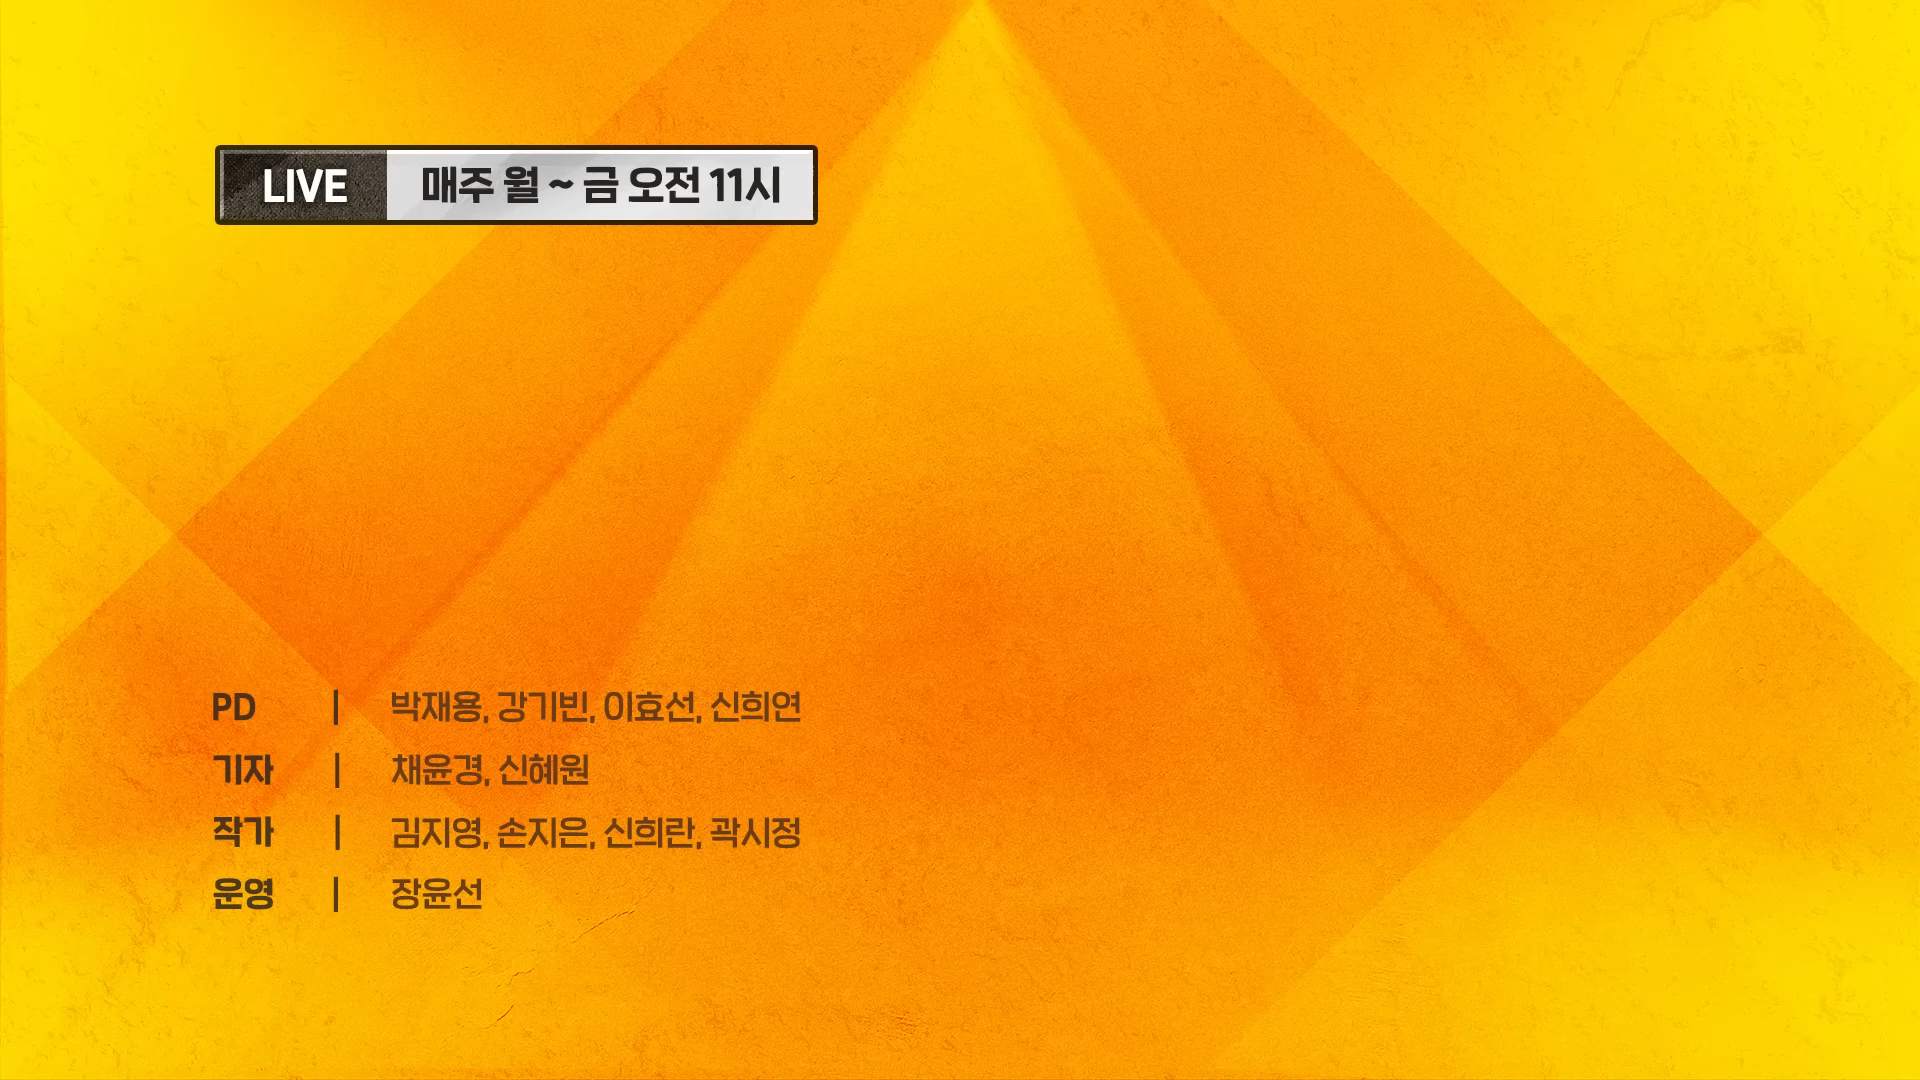 LIVE 매주 월 ~ 금 오전 11시
PD | 박재용, 강기빈, 이효선, 신희연
기자 | 채윤경, 신혜원
작가 | 김지영, 손지은, 신희란, 곽시정
운영 | 장윤선